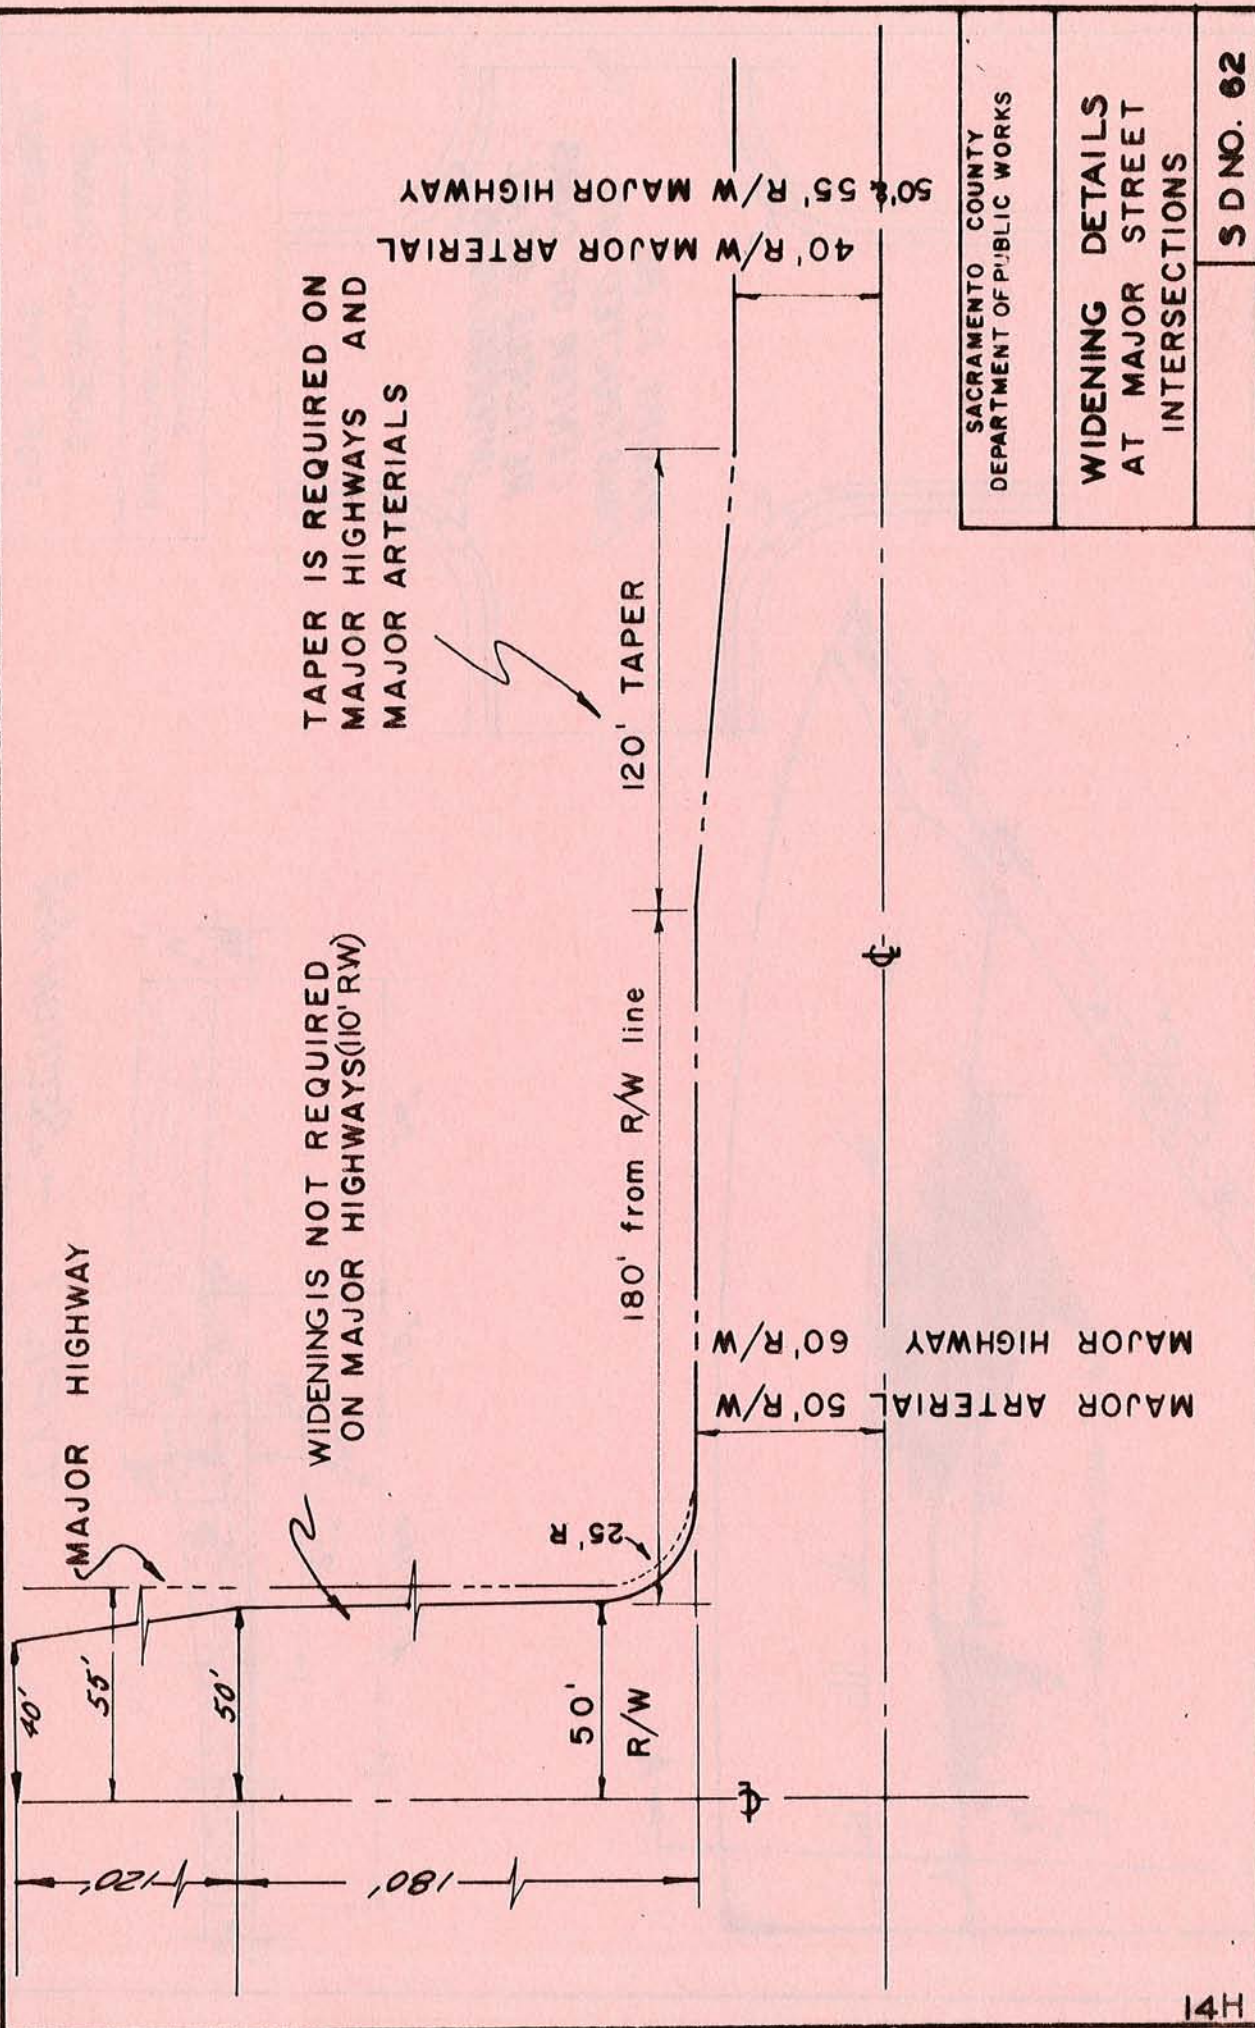 40'
55'
50'
120'
180'
MAJOR HIGHWAY
WIDENING IS NOT REQUIRED
ON MAJOR HIGHWAYS(110' RW)
TAPER IS REQUIRED ON
MAJOR HIGHWAYS AND
MAJOR ARTERIALS
50'
R/W
25' R
180' from R/W line
120' TAPER
40' R/W MAJOR ARTERIAL
50' & 55' R/W MAJOR HIGHWAY
MAJOR ARTERIAL 50' R/W
MAJOR HIGHWAY 60' R/W
℄
℄
SACRAMENTO COUNTY
DEPARTMENT OF PUBLIC WORKS
WIDENING DETAILS
AT MAJOR STREET
INTERSECTIONS
S D NO. 62
14H